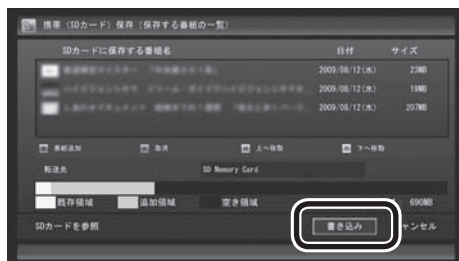 携帯（SDカード）保存（保存する番組の一覧）
SDカードに保存する番組名 日付 サイズ
2009/08/12(水) 23MB
2009/08/12(水) 19MB
2009/08/12(水) 207MB
番組追加 取消 上へ移動 下へ移動
転送先 SD Memory Card
既存領域 追加領域 空き領域 690MB
SDカードを参照 書き込み キャンセル